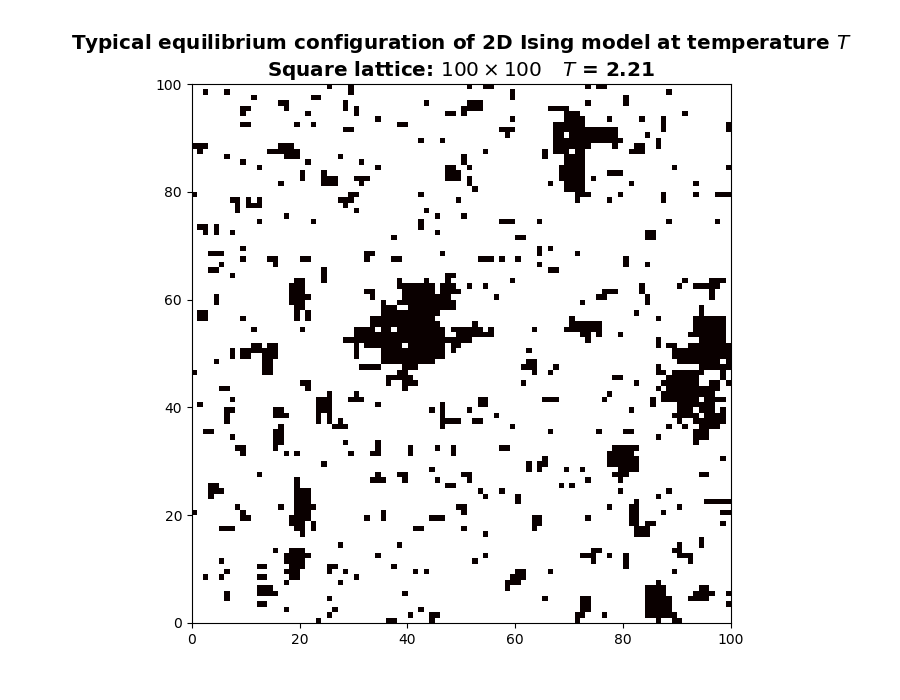 Typical equilibrium configuration of 2D Ising model at temperature T
Square lattice: 100 × 100 T = 2.21
100
80
60
40
20
0
0 20 40 60 80 100